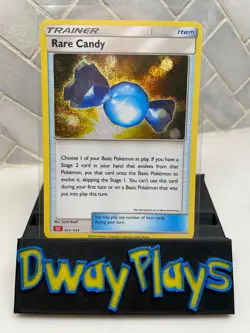 TRAINER Item
Rare Candy
Choose 1 of your Basic Pokémon in play. If you have a
Stage 2 card in your hand that evolves from that
Pokémon, put that card onto the Basic Pokémon to
evolve it, skipping the Stage 1. You can't use this card
during your first turn or on a Basic Pokémon that was
put into play this turn.
You may play any number of Item cards
during your turn.
Dway Plays